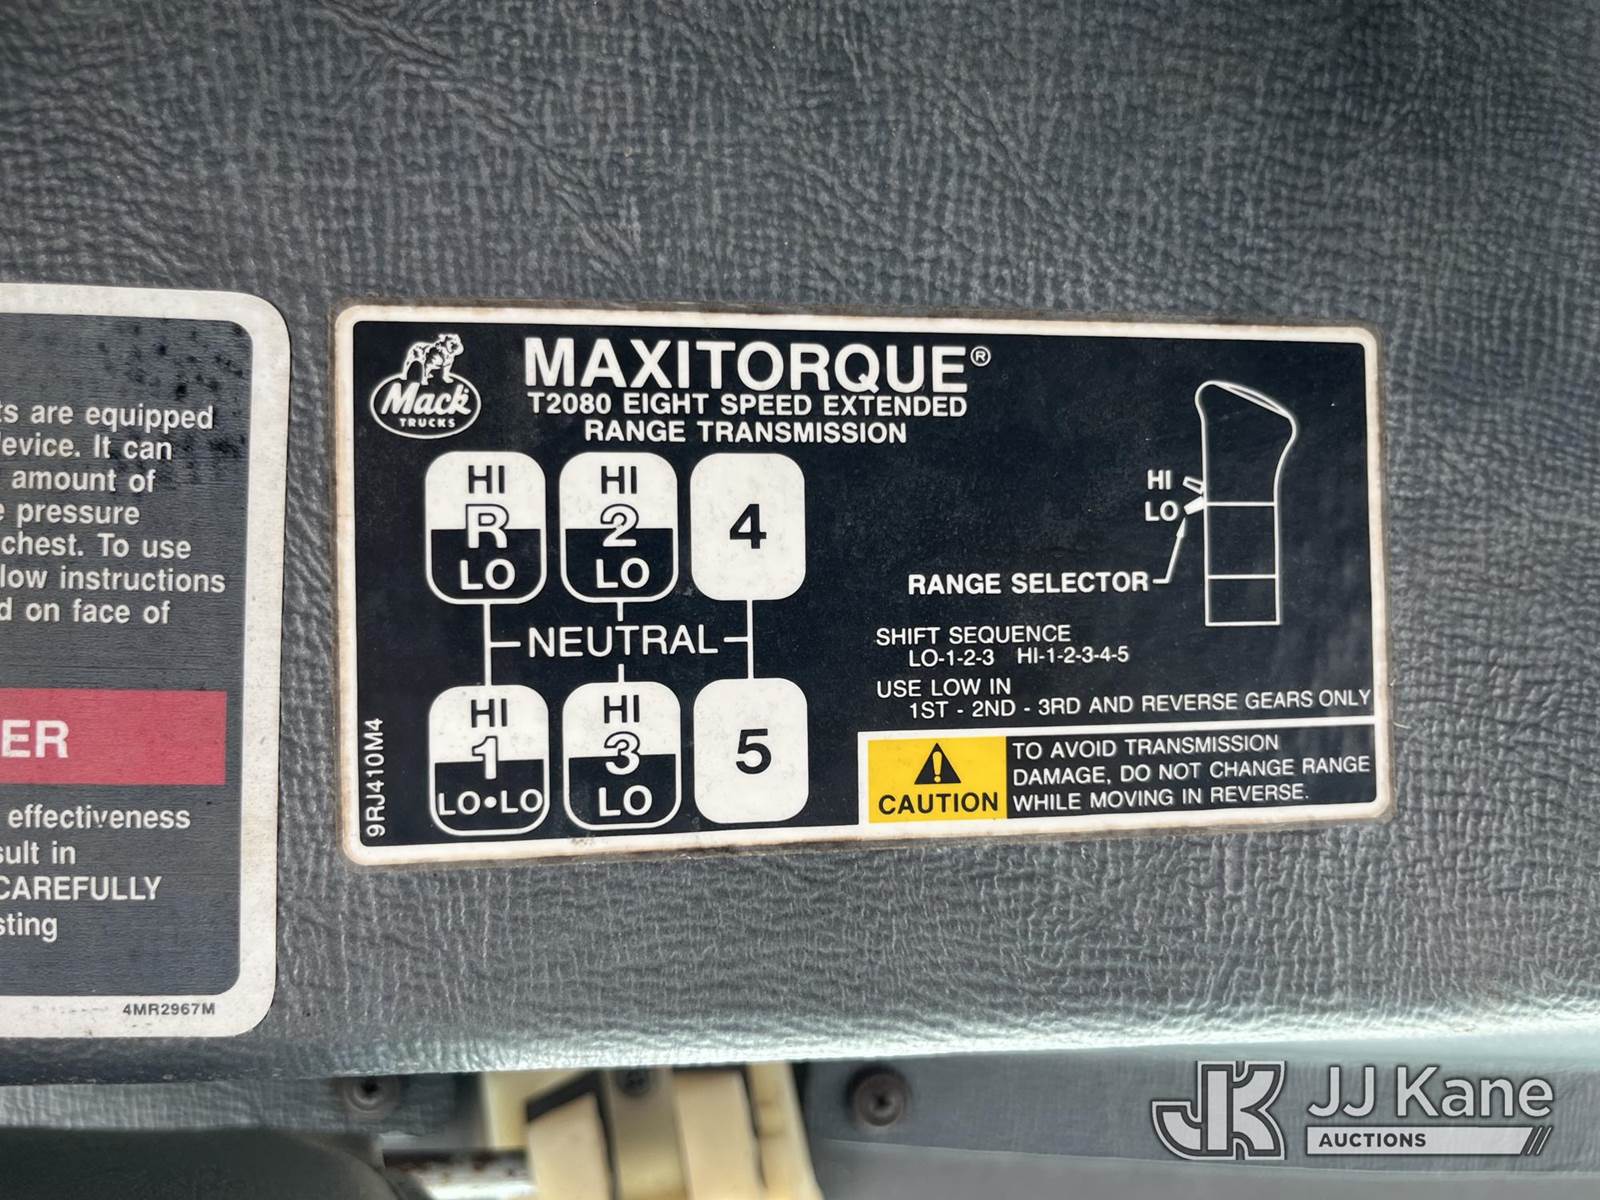 ts are equipped
device. It can
amount of
e pressure
chest. To use
low instructions
d on face of
ER
effectiveness
sult in
CAREFULLY
sting
4MR2967M
Mack
TRUCKS
MAXITORQUE®
T2080 EIGHT SPEED EXTENDED
RANGE TRANSMISSION
HI HI
R 2 4
LO LO
NEUTRAL
HI HI
1 3 5
LO•LO LO
9RJ410M4
HI
LO
RANGE SELECTOR
SHIFT SEQUENCE
LO-1-2-3 HI-1-2-3-4-5
USE LOW IN
1ST - 2ND - 3RD AND REVERSE GEARS ONLY
CAUTION
TO AVOID TRANSMISSION
DAMAGE, DO NOT CHANGE RANGE
WHILE MOVING IN REVERSE.
JK JJ Kane
AUCTIONS